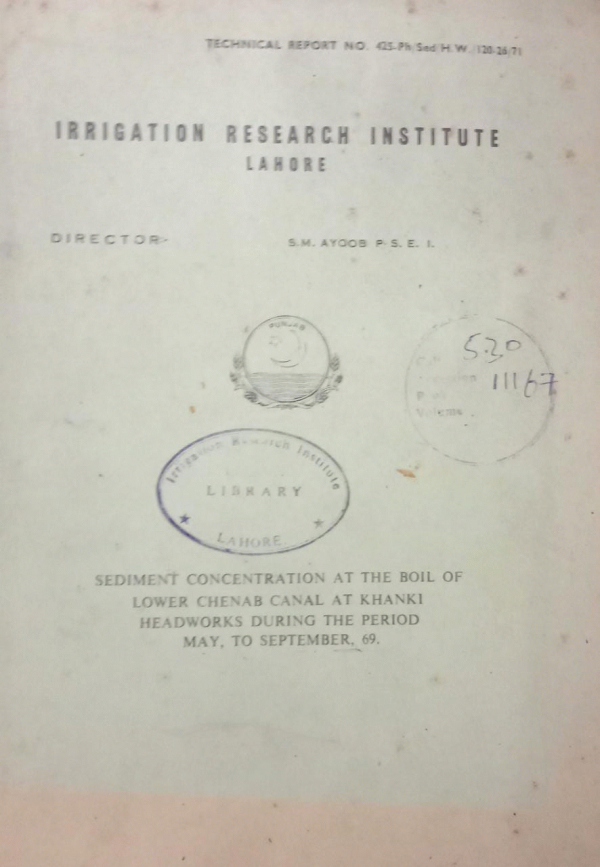 TECHNICAL REPORT NO. 425-Ph/Sed/H.W./120-26/71
IRRIGATION RESEARCH INSTITUTE
LAHORE
DIRECTOR:-
S.M. AYOOB P. S. E. I.
PUNJAB
5.30
11167
Volume
Irrigation Research Institute
LIBRARY
LAHORE
SEDIMENT CONCENTRATION AT THE BOIL OF
LOWER CHENAB CANAL AT KHANKI
HEADWORKS DURING THE PERIOD
MAY, TO SEPTEMBER, 69.